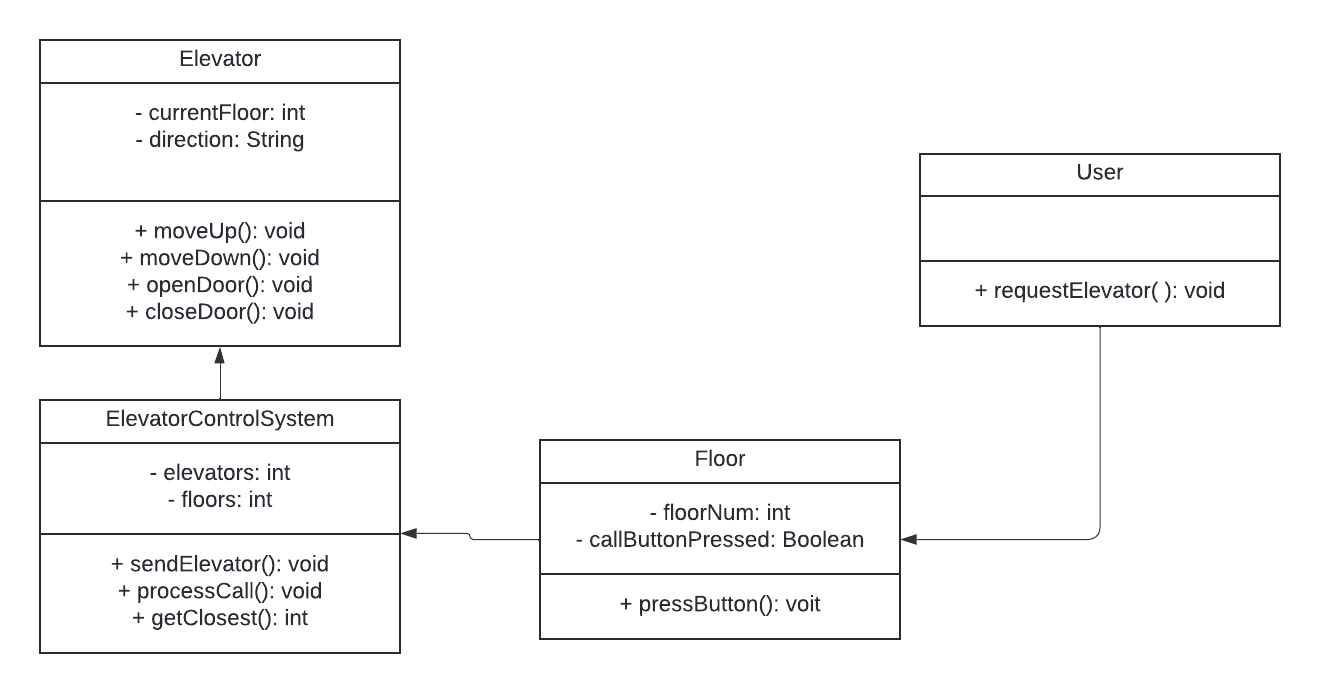 Elevator
- currentFloor: int
- direction: String
+ moveUp(): void
+ moveDown(): void
+ openDoor(): void
+ closeDoor(): void
User
+ requestElevator( ): void
ElevatorControlSystem
- elevators: int
- floors: int
+ sendElevator(): void
+ processCall(): void
+ getClosest(): int
Floor
- floorNum: int
- callButtonPressed: Boolean
+ pressButton(): voit